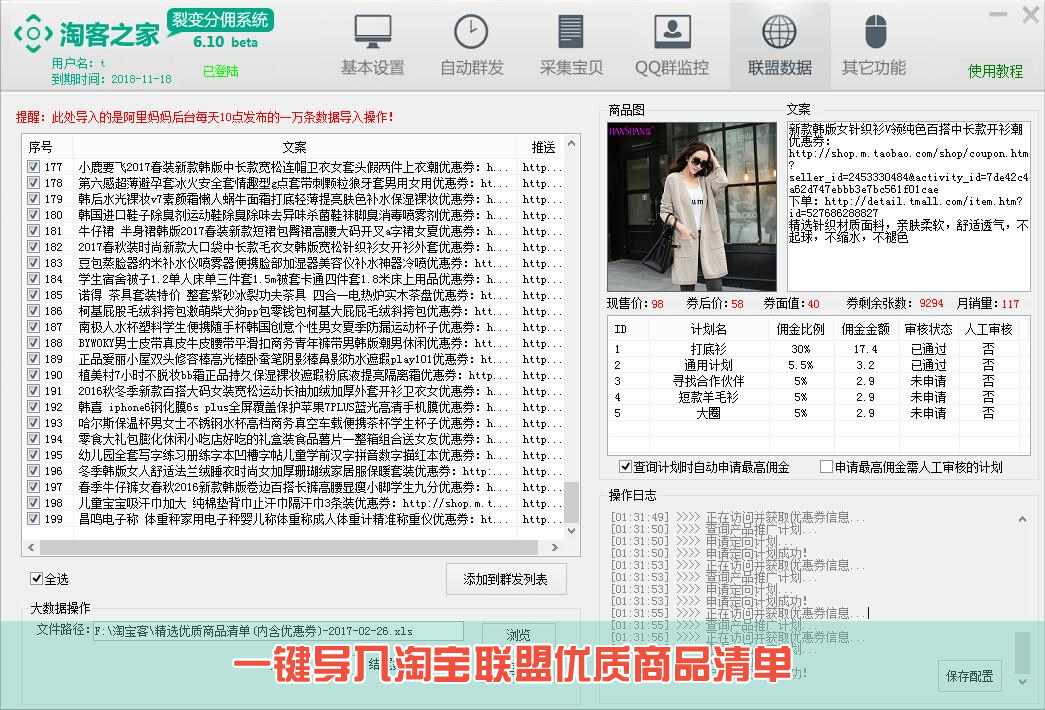 淘客之家
裂变分佣系统
6.10 beta
用户名: t
到期时间: 2018-11-18
已登陆
基本设置
自动群发
采集宝贝
QQ群监控
联盟数据
其它功能
使用教程
提醒: 此处导入的是阿里妈妈后台每天10点发布的一万条数据导入操作!
序号 文案 推送
177 小鹿要飞2017春装新款韩版中长款宽松连帽卫衣女套头假两件上衣潮优惠券: h... http...
178 第六感超薄避孕套冰火安全套情趣型g点套带刺颗粒狼牙套男用女用优惠券: ht... http...
179 韩后水光裸妆v7素颜霜懒人蜗牛面霜打底轻薄提亮肤色补水保湿裸妆优惠券: h... http...
180 韩国进口鞋子除臭剂运动鞋除臭除味去异味杀菌鞋袜脚臭消毒喷雾剂优惠券: h... http...
181 牛仔裙 半身裙韩版2017春装新款短裙包臀裙高腰大码开叉a字裙女夏优惠券: h... http...
182 2017春秋装时尚新款大口袋中长款毛衣女韩版宽松针织衫女开衫外套优惠券: h... http...
183 豆包蒸脸器纳米补水仪喷雾器便携脸部加湿器美容仪补水神器冷喷优惠券: htt... http...
184 学生宿舍被子1.2单人床单三件套1.5m被套卡通四件套1.8米床上用品优惠券: h... http...
185 诺得 茶具套装特价 整套紫砂冰裂功夫茶具 四合一电热炉实木茶盘优惠券: ht... http...
186 柯基屁股毛绒斜挎包激萌柴犬狗pp包零钱包柯基大包毛绒斜挎包优惠券: http... http...
187 南极人水杯塑料学生便携随手杯韩国创意个性男女夏季防漏运动杯子优惠券: h... http...
188 BYWOKY男士皮带真皮牛皮腰带平滑扣商务青年裤带男韩版潮男休闲优惠券: htt... http...
189 正品爱丽小屋双头修容棒高光棒卧蚕笔阴影棒鼻影防水遮瑕play101优惠券: ht... http...
190 植美村7小时不脱妆bb霜正品持久保湿裸妆遮瑕粉底液提亮隔离霜优惠券: http... http...
191 2016秋冬季新款百搭大码女装宽松运动长袖加绒加厚外套开衫卫衣女优惠券: h... http...
192 韩喜 iphone6钢化膜6s plus全屏覆盖保护苹果7PLUS蓝光高清手机膜优惠券: h... http...
193 哈尔斯保温杯男女士不锈钢水杯高档商务真空车载便携茶杯学生杯子优惠券: h... http...
194 零食大礼包膨化休闲小吃店好吃的礼盒装食品薯片一整箱组合送女友优惠券: h... http...
195 幼儿园全套写字练习册练字本凹槽字帖儿童学前汉字拼音数字描红本优惠券: h... http...
196 冬季韩版女人舒适法兰绒睡衣时尚女加厚珊瑚绒家居服保暖套装优惠券: http:... http...
197 春季牛仔裤女春秋2016新款韩版卷边百搭长裤高腰显瘦小脚学生九分优惠券: h... http...
198 儿童宝宝吸汗巾加大 纯棉垫背巾止汗巾隔汗巾3条装优惠券: http://shop.m.t... http...
199 昌鸣电子称 体重秤家用电子秤婴儿称体重称成人体重计精准称重仪优惠券: ht... http...
全选
添加到群发列表
大数据操作
文件路径: F:\淘宝客\精选优质商品清单(内含优惠券)-2017-02-26.xls
浏览
商品图
HANSHAN
文案
新款韩版女针织衫V领纯色百搭中长款开衫潮
优惠券:
http://shop.m.taobao.com/shop/coupon.htm
?
seller_id=2453330484&activity_id=7de42c4
a62d747ebbb3e7bc561f01cae
下单: http://detail.tmall.com/item.htm?
id=527686288827
精选针织材质面料, 亲肤柔软, 舒适透气, 不
起球, 不缩水, 不褪色
现售价: 98 券后价: 58 券面值: 40 券剩余张数: 9294 月销量: 117
ID 计划名 佣金比例 佣金金额 审核状态 人工审核
1 打底衫 30% 17.4 已通过 否
2 通用计划 5.5% 3.2 已通过 否
3 寻找合作伙伴 5% 2.9 未申请 否
4 短款羊毛衫 5% 2.9 未申请 否
5 大圈 5% 2.9 未申请 否
查询计划时自动申请最高佣金
申请最高佣金需人工审核的计划
操作日志
[01:31:49] >>>> 正在访问并获取优惠券信息...
[01:31:50] >>>> 查询产品推广计划...
[01:31:50] >>>> 申请定向计划...
[01:31:50] >>>> 申请定向计划成功!
[01:31:53] >>>> 正在访问并获取优惠券信息...
[01:31:53] >>>> 查询产品推广计划...
[01:31:53] >>>> 申请定向计划...
[01:31:53] >>>> 申请定向计划成功!
[01:31:55] >>>> 正在访问并获取优惠券信息...
[01:31:55] >>>> 查询产品推广计划...
[01:31:56] >>>> 正在访问并获取优惠券信息...
保存配置
一键导入淘宝联盟优质商品清单